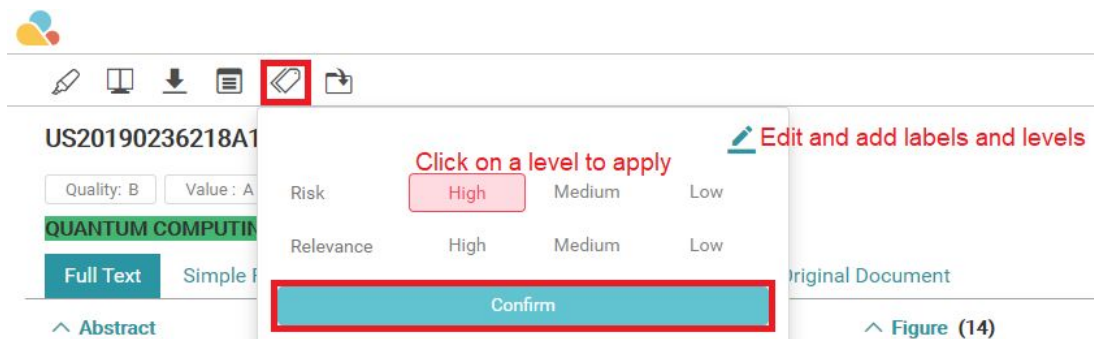 US20190236218A1
Edit and add labels and levels
Click on a level to apply
Quality: B
Value : A
Risk
High
Medium
Low
QUANTUM COMPUTIN
Relevance
High
Medium
Low
Full Text
Simple F
Original Document
Confirm
Abstract
Figure (14)